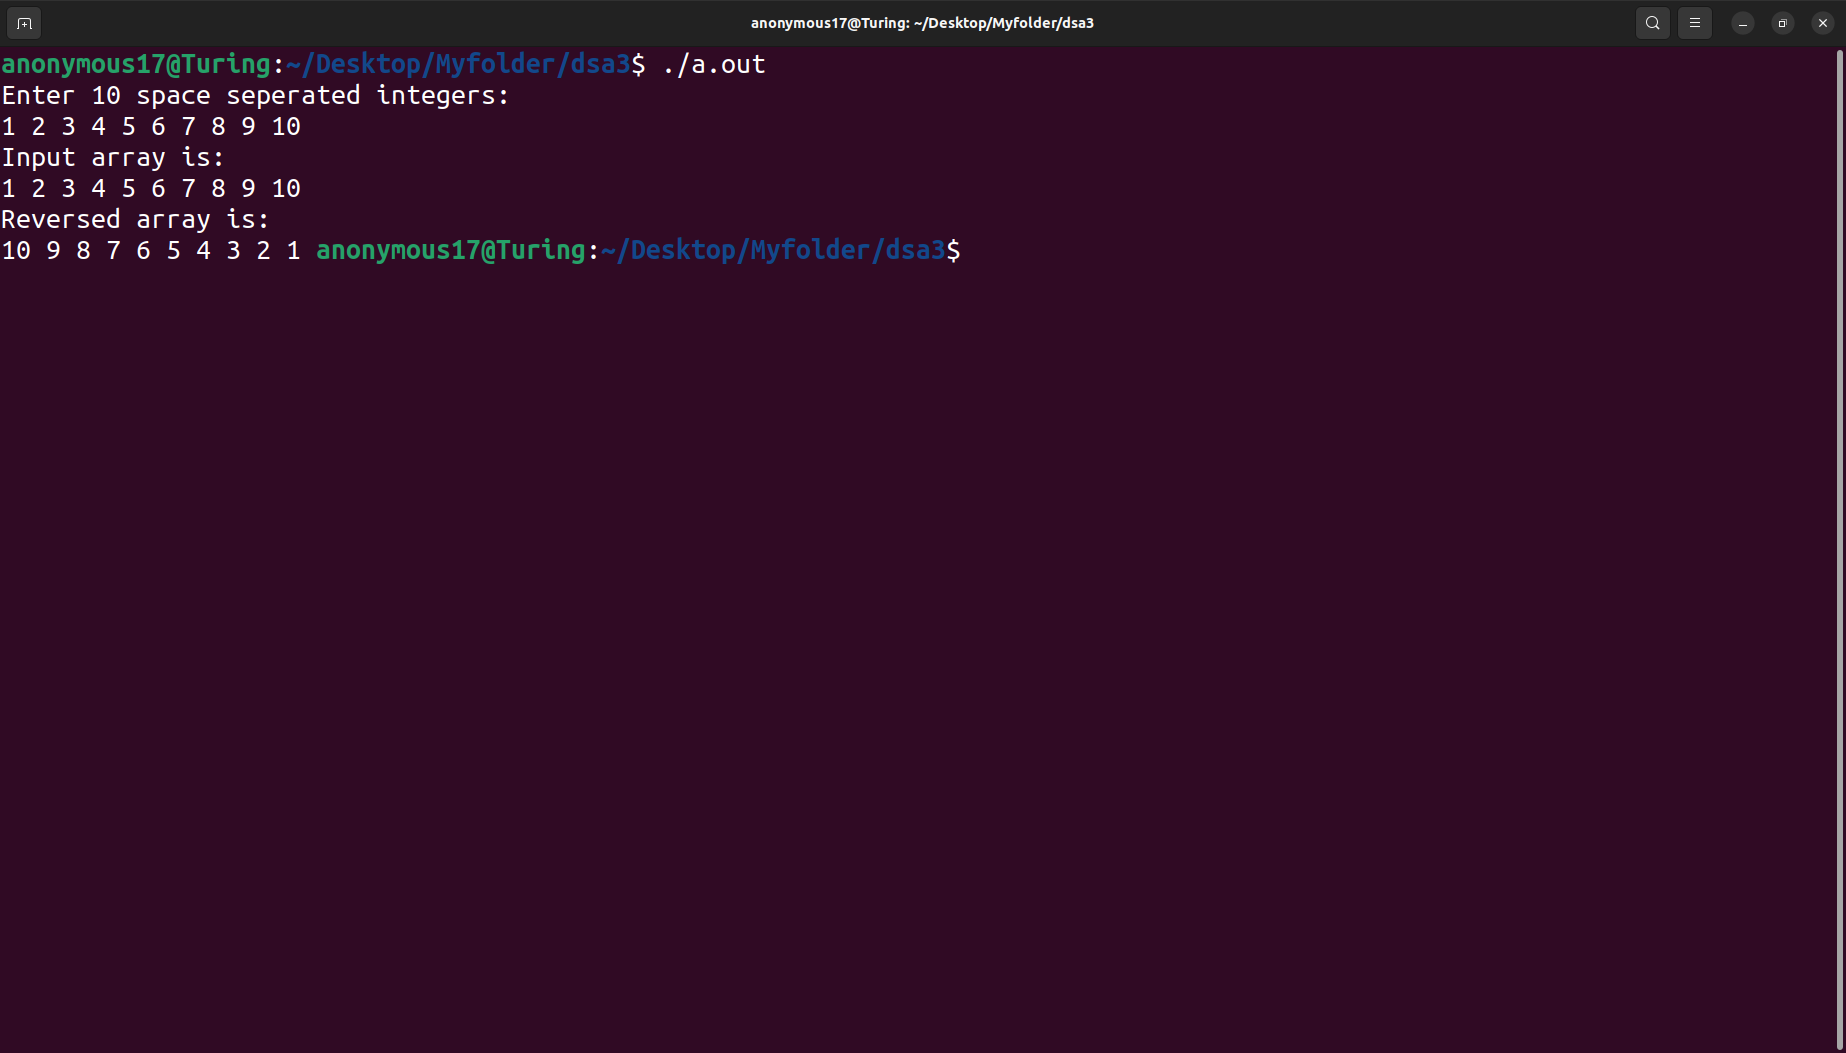 anonymous17@Turing: ~/Desktop/Myfolder/dsa3
anonymous17@Turing:~/Desktop/Myfolder/dsa3$ ./a.out
Enter 10 space seperated integers:
1 2 3 4 5 6 7 8 9 10
Input array is:
1 2 3 4 5 6 7 8 9 10
Reversed array is:
10 9 8 7 6 5 4 3 2 1 anonymous17@Turing:~/Desktop/Myfolder/dsa3$